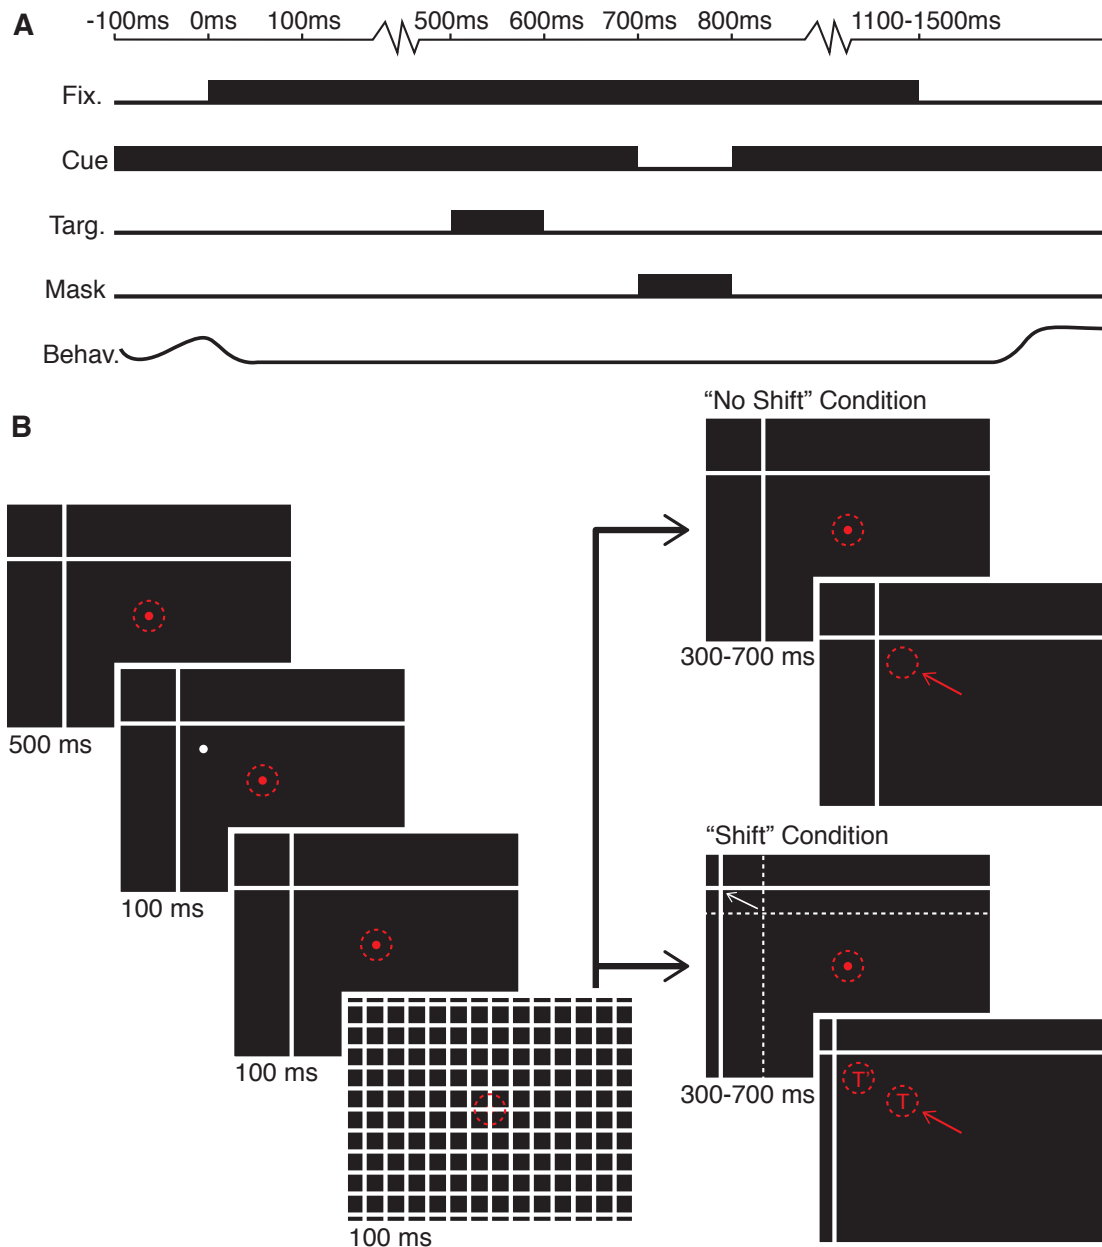 A
-100ms 0ms 100ms 500ms 600ms 700ms 800ms 1100-1500ms
Fix.
Cue
Targ.
Mask
Behav.
B
“No Shift” Condition
500 ms
100 ms
100 ms
100 ms
300-700 ms
“Shift” Condition
300-700 ms
T'
T